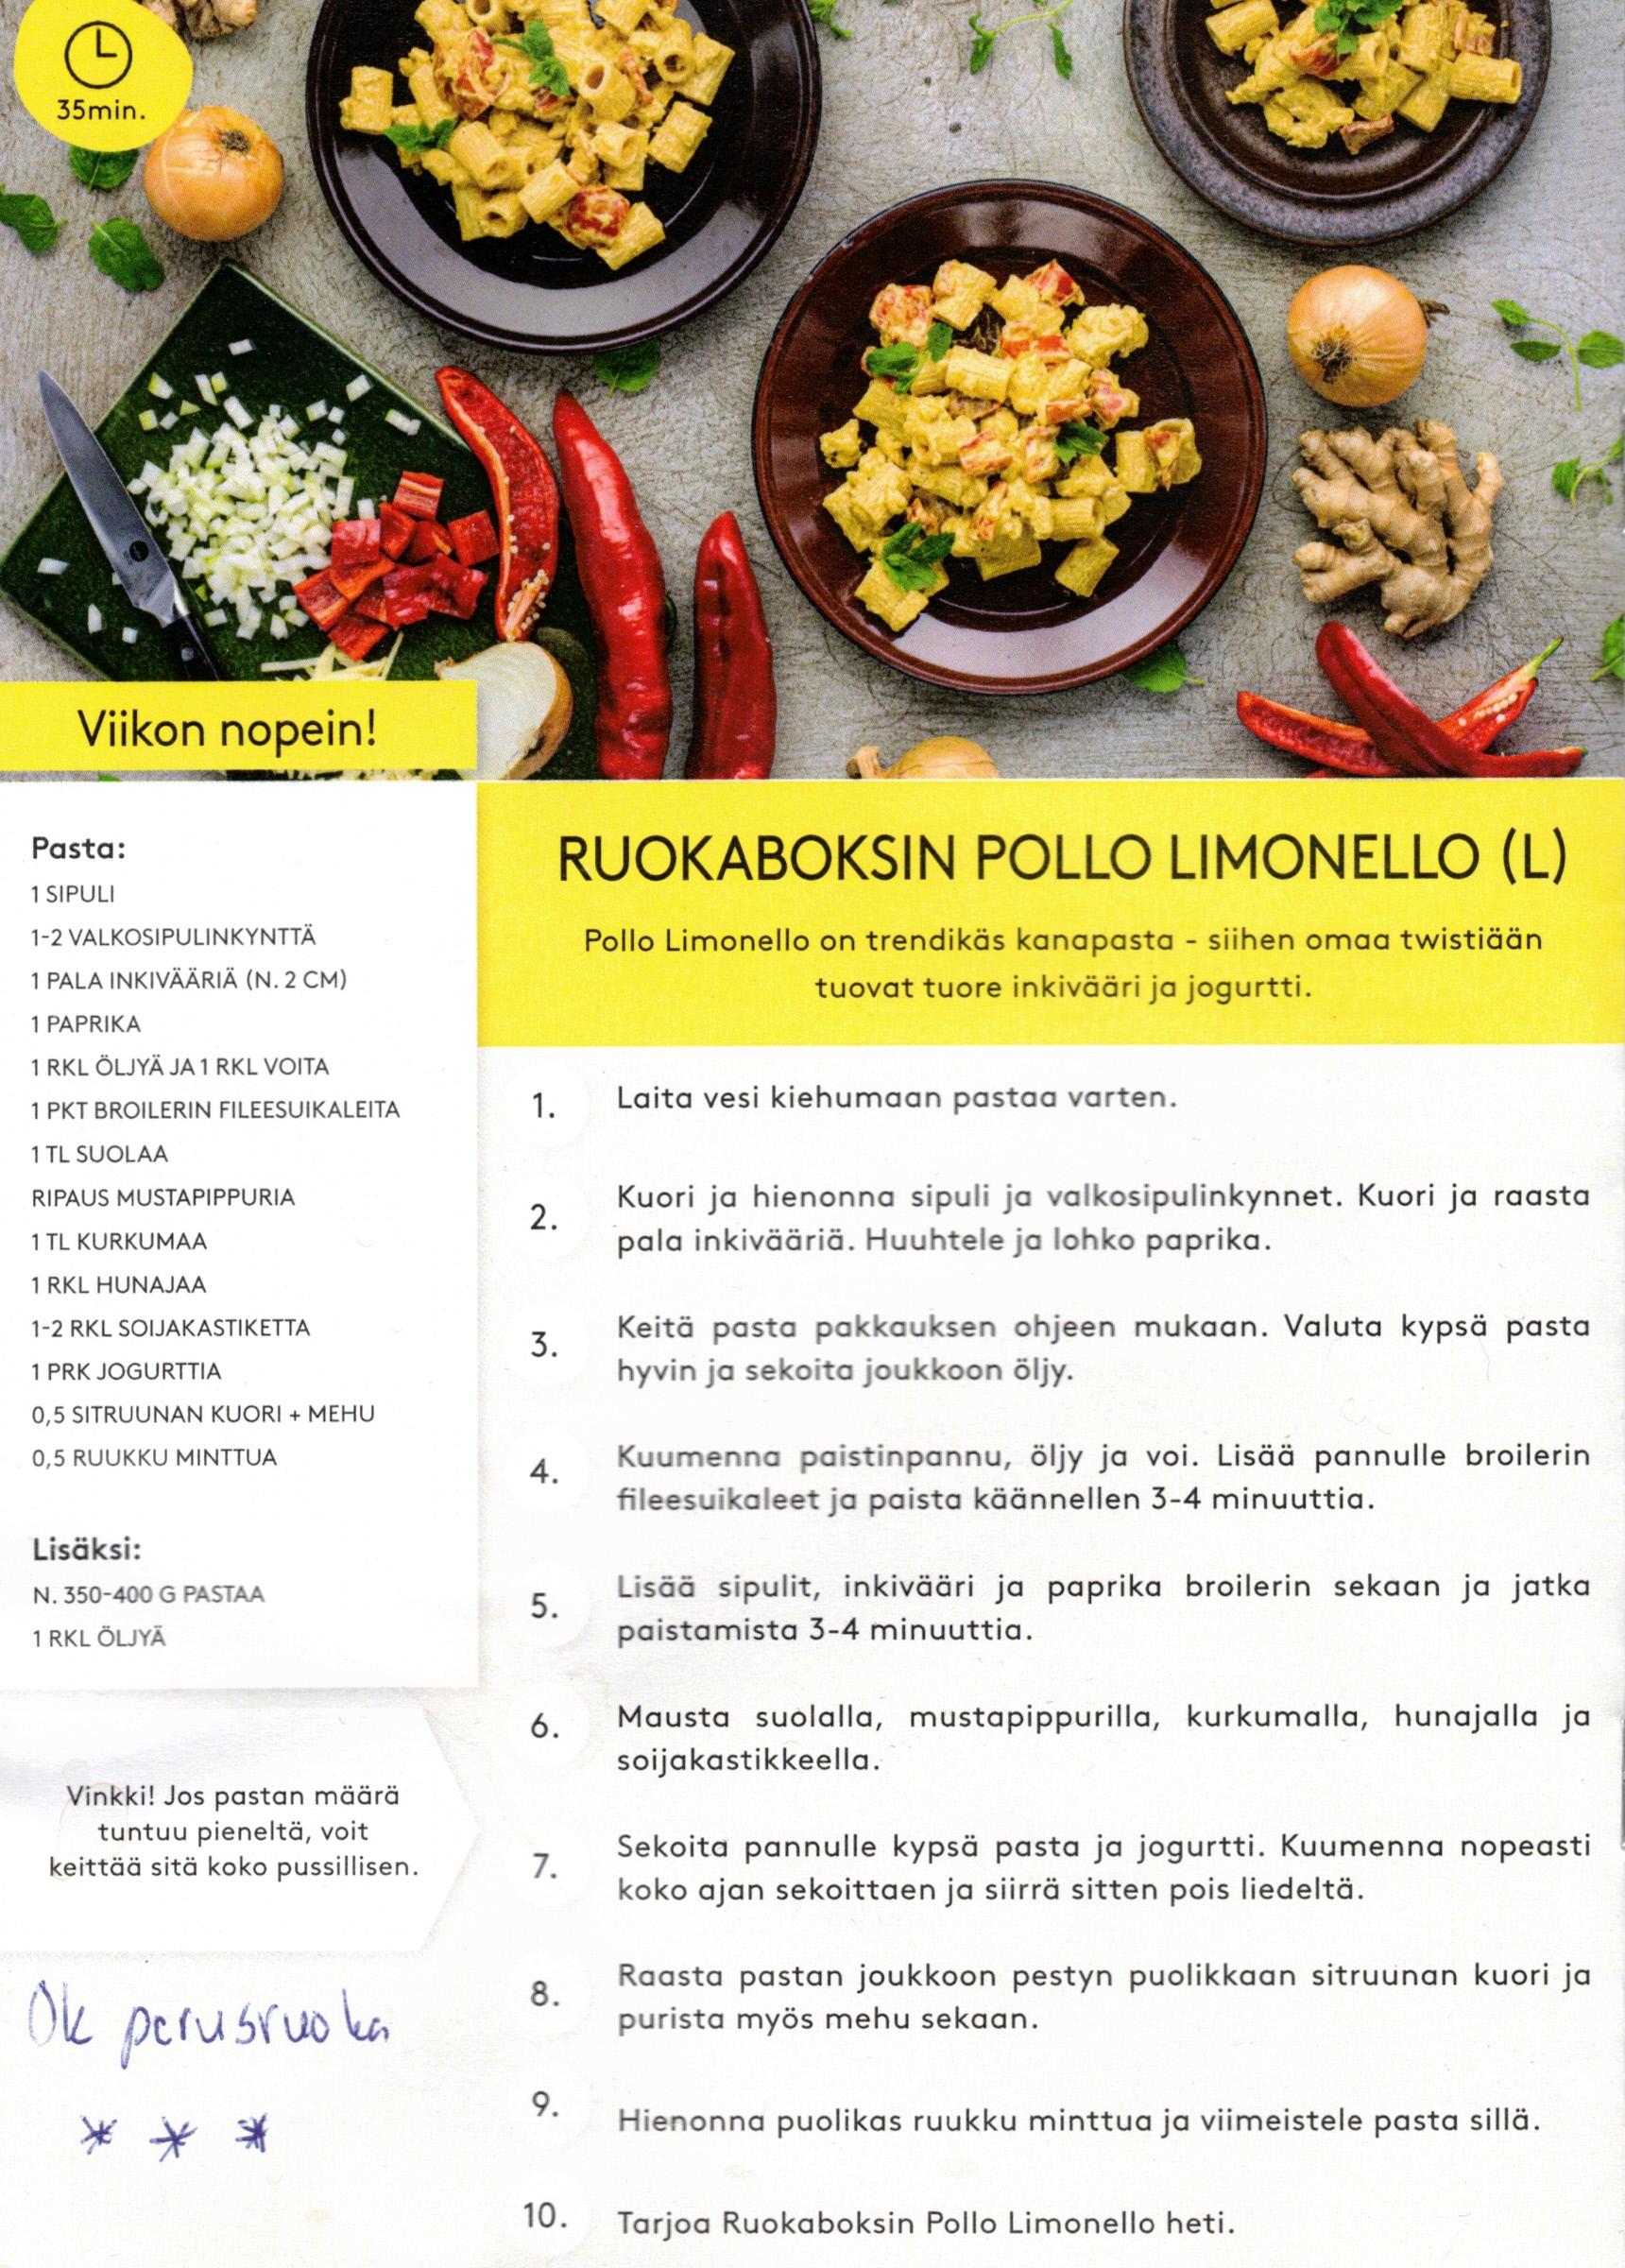 35min.
Viikon nopein!
Pasta:
1 SIPULI
1-2 VALKOSIPULINKYNTTÄ
1 PALA INKIVÄÄRIÄ (N. 2 CM)
1 PAPRIKA
1 RKL ÖLJYÄ JA 1 RKL VOITA
1 PKT BROILERIN FILEESUIKALEITA
1 TL SUOLAA
RIPAUS MUSTAPIPPURIA
1 TL KURKUMAA
1 RKL HUNAJAA
1-2 RKL SOIJAKASTIKETTA
1 PRK JOGURTTIA
0,5 SITRUUNAN KUORI + MEHU
0,5 RUUKKU MINTTUA
Lisäksi:
N. 350-400 G PASTAA
1 RKL ÖLJYÄ
Vinkki! Jos pastan määrä
tuntuu pieneltä, voit
keittää sitä koko pussillisen.
Ok perusruoka
* * *
RUOKABOKSIN POLLO LIMONELLO (L)
Pollo Limonello on trendikäs kanapasta - siihen omaa twistiään
tuovat tuore inkivääri ja jogurtti.
1. Laita vesi kiehumaan pastaa varten.
2. Kuori ja hienonna sipuli ja valkosipulinkynnet. Kuori ja raasta
pala inkivääriä. Huuhtele ja lohko paprika.
3. Keitä pasta pakkauksen ohjeen mukaan. Valuta kypsä pasta
hyvin ja sekoita joukkoon öljy.
4. Kuumenna paistinpannu, öljy ja voi. Lisää pannulle broilerin
fileesuikaleet ja paista käännellen 3-4 minuuttia.
5. Lisää sipulit, inkivääri ja paprika broilerin sekaan ja jatka
paistamista 3-4 minuuttia.
6. Mausta suolalla, mustapippurilla, kurkumalla, hunajalla ja
soijakastikkeella.
7. Sekoita pannulle kypsä pasta ja jogurtti. Kuumenna nopeasti
koko ajan sekoittaen ja siirrä sitten pois liedeltä.
8. Raasta pastan joukkoon pestyn puolikkaan sitruunan kuori ja
purista myös mehu sekaan.
9. Hienonna puolikas ruukku minttua ja viimeistele pasta sillä.
10. Tarjoa Ruokaboksin Pollo Limonello heti.